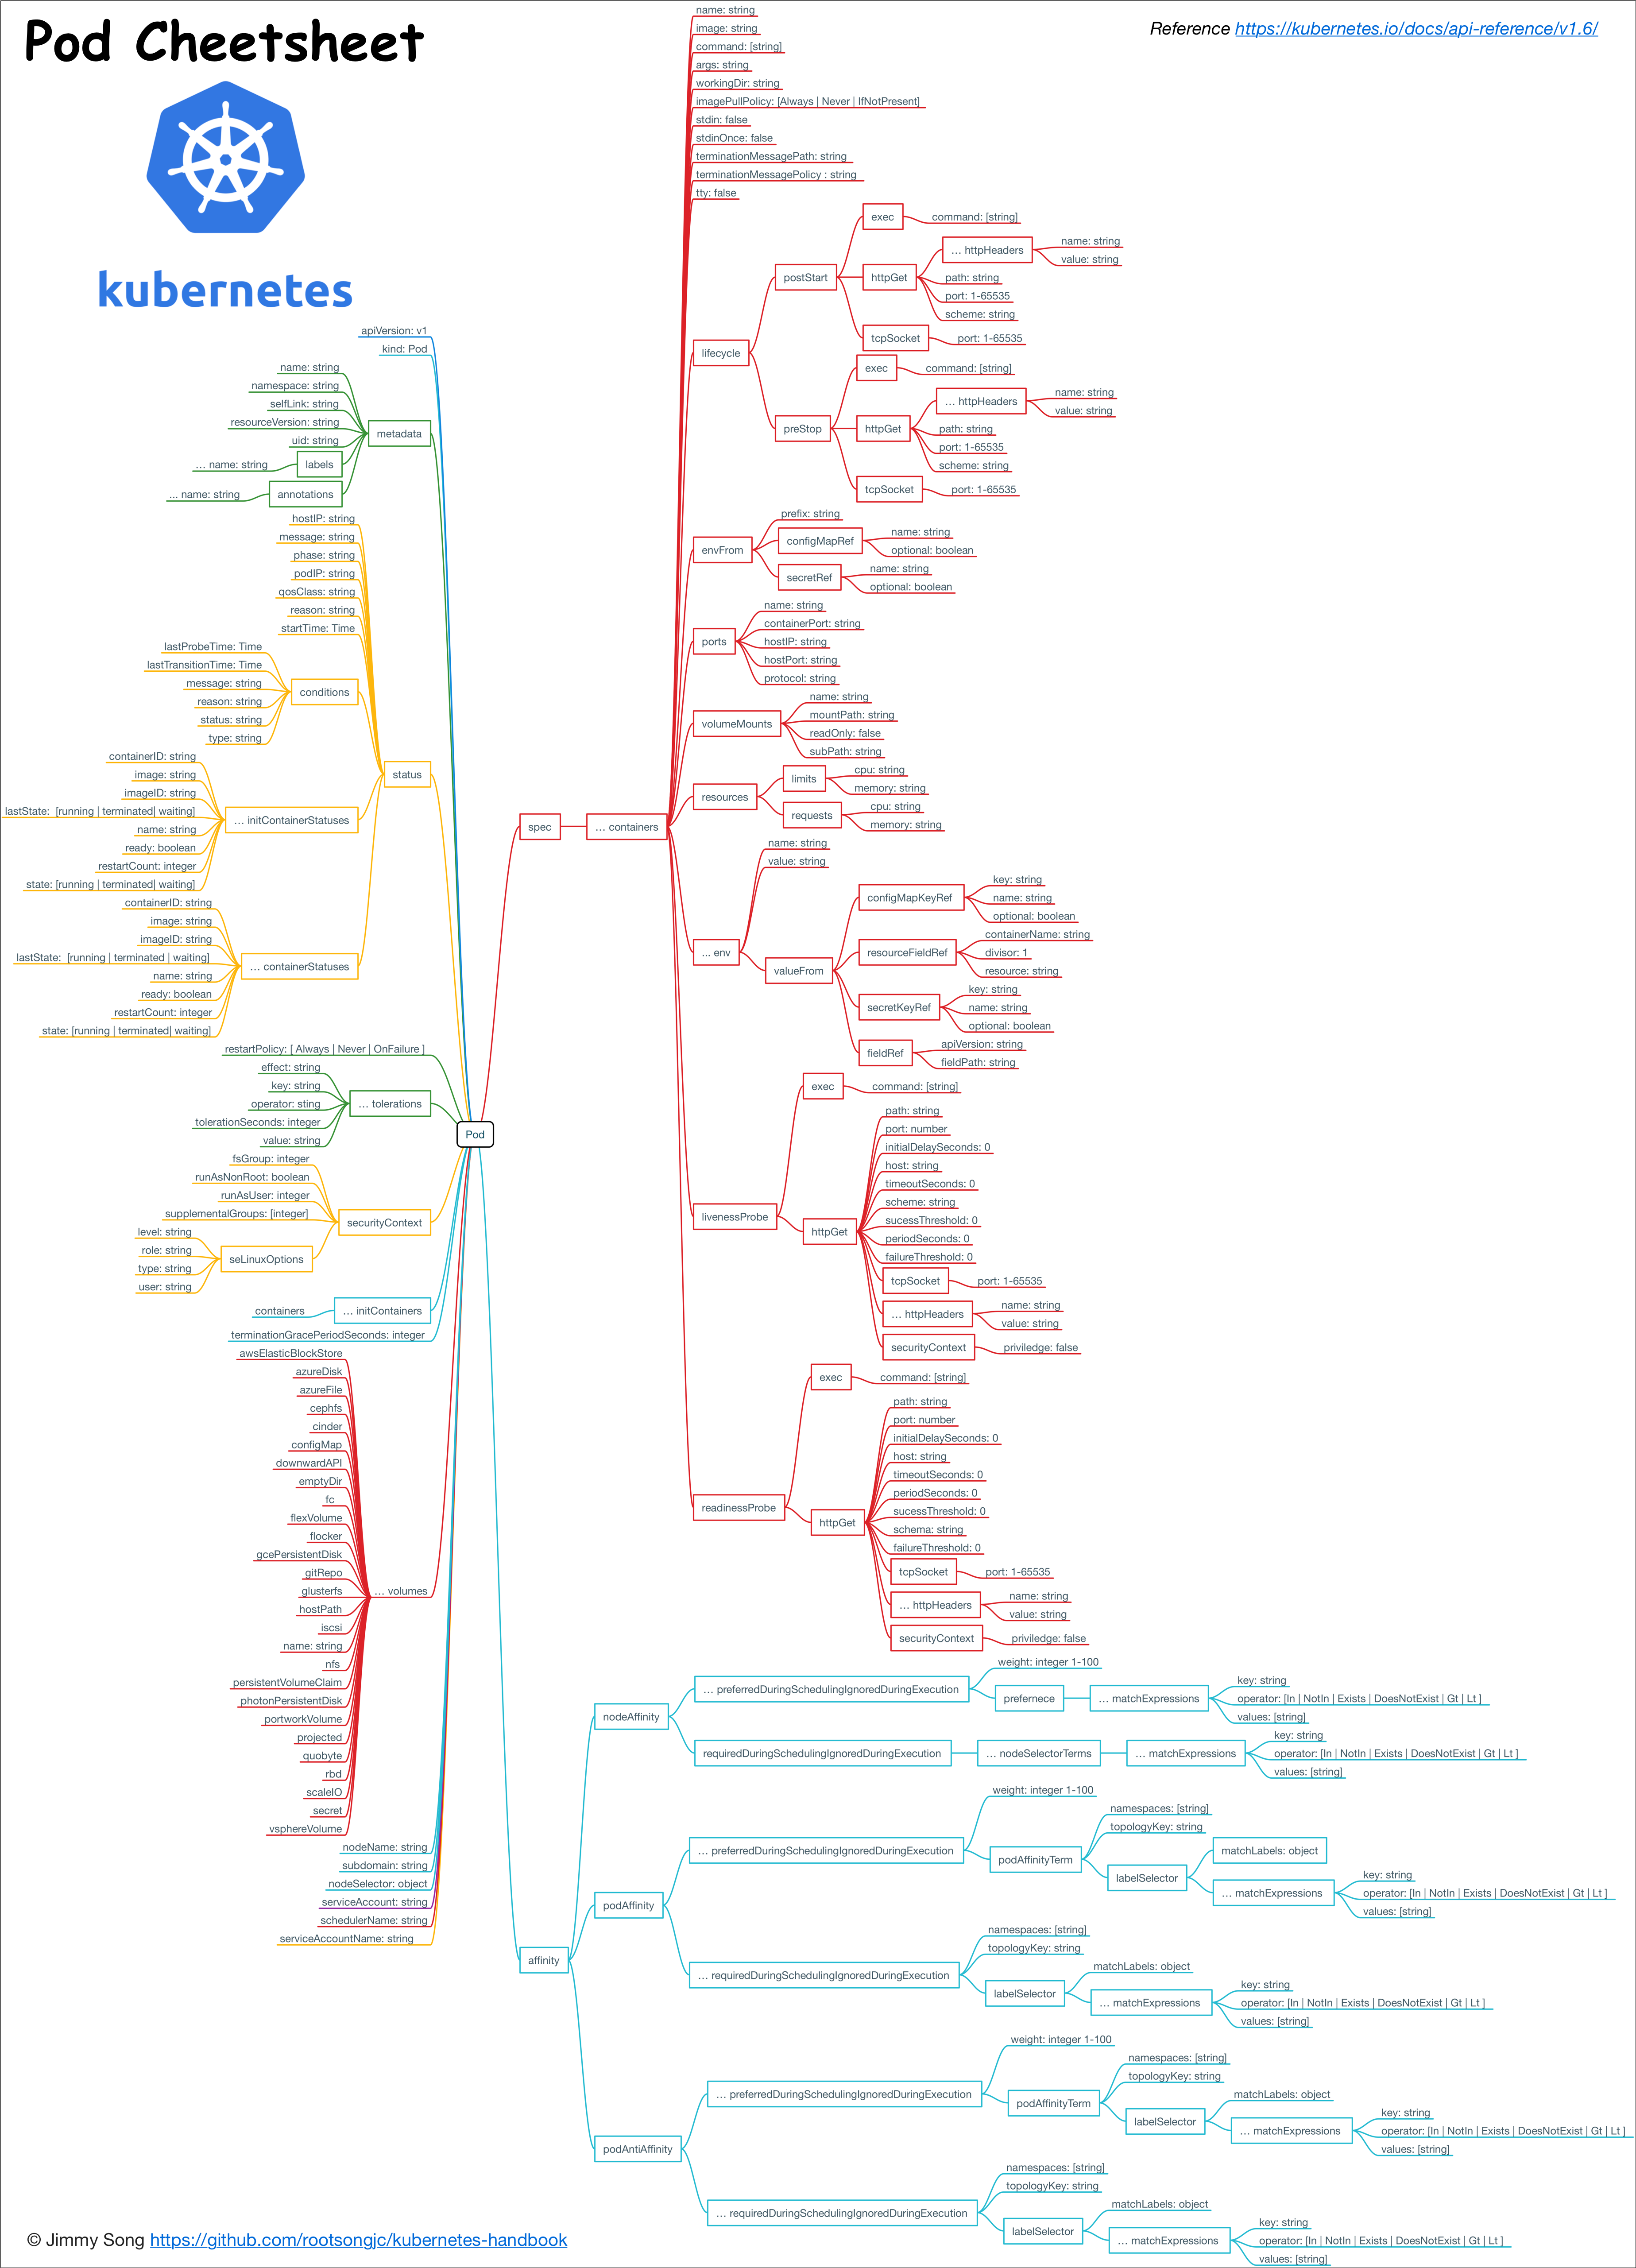 Pod Cheetsheet
Reference https://kubernetes.io/docs/api-reference/v1.6/
kubernetes
apiVersion: v1
kind: Pod
name: string
namespace: string
selfLink: string
resourceVersion: string
uid: string
labels
... name: string
annotations
... name: string
metadata
hostIP: string
message: string
phase: string
podIP: string
qosClass: string
reason: string
startTime: Time
lastProbeTime: Time
lastTransitionTime: Time
message: string
reason: string
status: string
type: string
conditions
status
containerID: string
image: string
imageID: string
lastState:  [running | terminated| waiting]
name: string
ready: boolean
restartCount: integer
state: [running | terminated| waiting]
... initContainerStatuses
containerID: string
image: string
imageID: string
lastState:  [running | terminated | waiting]
name: string
ready: boolean
restartCount: integer
state: [running | terminated| waiting]
... containerStatuses
restartPolicy: [ Always | Never | OnFailure ]
effect: string
key: string
operator: sting
tolerationSeconds: integer
value: string
... tolerations
Pod
fsGroup: integer
runAsNonRoot: boolean
runAsUser: integer
supplementalGroups: [integer]
securityContext
level: string
role: string
type: string
user: string
seLinuxOptions
containers
... initContainers
terminationGracePeriodSeconds: integer
awsElasticBlockStore
azureDisk
azureFile
cephfs
cinder
configMap
downwardAPI
emptyDir
fc
flexVolume
flocker
gcePersistentDisk
gitRepo
glusterfs
hostPath
iscsi
name: string
nfs
persistentVolumeClaim
photonPersistentDisk
portworkVolume
projected
quobyte
rbd
scaleIO
secret
vsphereVolume
... volumes
nodeName: string
subdomain: string
nodeSelector: object
serviceAccount: string
schedulerName: string
serviceAccountName: string
spec
... containers
name: string
image: string
command: [string]
args: string
workingDir: string
imagePullPolicy: [Always | Never | IfNotPresent]
stdin: false
stdinOnce: false
terminationMessagePath: string
terminationMessagePolicy : string
tty: false
lifecycle
postStart
exec
command: [string]
httpGet
... httpHeaders
name: string
value: string
path: string
port: 1-65535
scheme: string
tcpSocket
port: 1-65535
preStop
exec
command: [string]
httpGet
... httpHeaders
name: string
value: string
path: string
port: 1-65535
scheme: string
tcpSocket
port: 1-65535
envFrom
prefix: string
configMapRef
name: string
optional: boolean
secretRef
name: string
optional: boolean
ports
name: string
containerPort: string
hostIP: string
hostPort: string
protocol: string
volumeMounts
name: string
mountPath: string
readOnly: false
subPath: string
resources
limits
cpu: string
memory: string
requests
cpu: string
memory: string
... env
name: string
value: string
valueFrom
configMapKeyRef
key: string
name: string
optional: boolean
resourceFieldRef
containerName: string
divisor: 1
resource: string
secretKeyRef
key: string
name: string
optional: boolean
fieldRef
apiVersion: string
fieldPath: string
livenessProbe
exec
command: [string]
httpGet
path: string
port: number
initialDelaySeconds: 0
host: string
timeoutSeconds: 0
scheme: string
sucessThreshold: 0
periodSeconds: 0
failureThreshold: 0
tcpSocket
port: 1-65535
... httpHeaders
name: string
value: string
securityContext
priviledge: false
readinessProbe
exec
command: [string]
httpGet
path: string
port: number
initialDelaySeconds: 0
host: string
timeoutSeconds: 0
periodSeconds: 0
sucessThreshold: 0
schema: string
failureThreshold: 0
tcpSocket
port: 1-65535
... httpHeaders
name: string
value: string
securityContext
priviledge: false
affinity
nodeAffinity
... preferredDuringSchedulingIgnoredDuringExecution
weight: integer 1-100
prefernece
... matchExpressions
key: string
operator: [In | NotIn | Exists | DoesNotExist | Gt | Lt ]
values: [string]
requiredDuringSchedulingIgnoredDuringExecution
... nodeSelectorTerms
... matchExpressions
key: string
operator: [In | NotIn | Exists | DoesNotExist | Gt | Lt ]
values: [string]
podAffinity
... preferredDuringSchedulingIgnoredDuringExecution
weight: integer 1-100
podAffinityTerm
namespaces: [string]
topologyKey: string
labelSelector
matchLabels: object
... matchExpressions
key: string
operator: [In | NotIn | Exists | DoesNotExist | Gt | Lt ]
values: [string]
... requiredDuringSchedulingIgnoredDuringExecution
namespaces: [string]
topologyKey: string
labelSelector
matchLabels: object
... matchExpressions
key: string
operator: [In | NotIn | Exists | DoesNotExist | Gt | Lt ]
values: [string]
podAntiAffinity
... preferredDuringSchedulingIgnoredDuringExecution
weight: integer 1-100
podAffinityTerm
namespaces: [string]
topologyKey: string
labelSelector
matchLabels: object
... matchExpressions
key: string
operator: [In | NotIn | Exists | DoesNotExist | Gt | Lt ]
values: [string]
... requiredDuringSchedulingIgnoredDuringExecution
namespaces: [string]
topologyKey: string
labelSelector
matchLabels: object
... matchExpressions
key: string
operator: [In | NotIn | Exists | DoesNotExist | Gt | Lt ]
values: [string]
© Jimmy Song https://github.com/rootsongjc/kubernetes-handbook